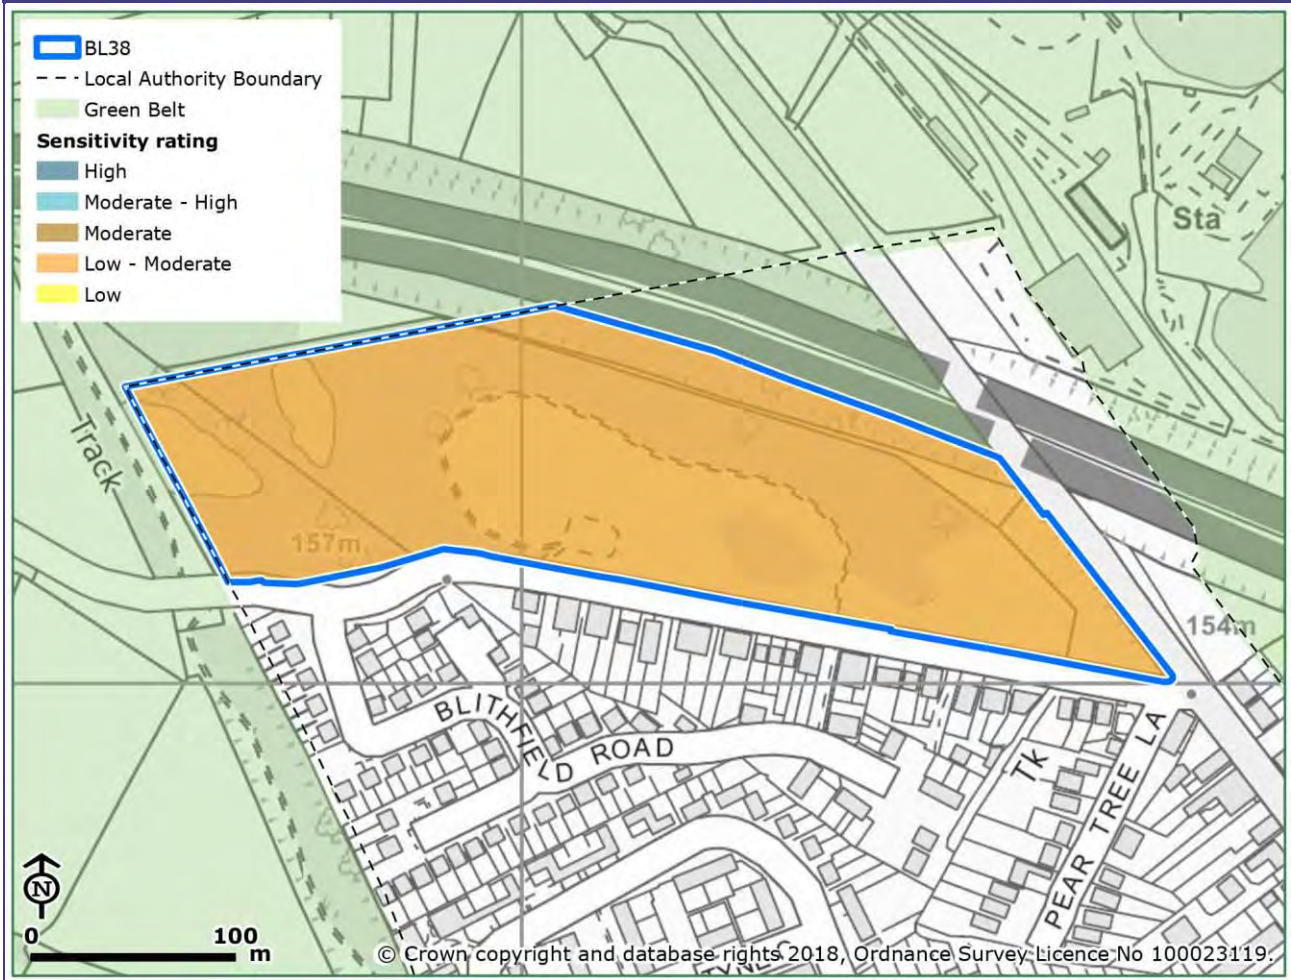 BL38
Local Authority Boundary
Green Belt
Sensitivity rating
High
Moderate - High
Moderate
Low - Moderate
Low
Sta
Track
157m
154m
BLITHFIELD ROAD
TK
PEAR TREE LA
N
0 100
m
© Crown copyright and database rights 2018, Ordnance Survey Licence No 100023119.